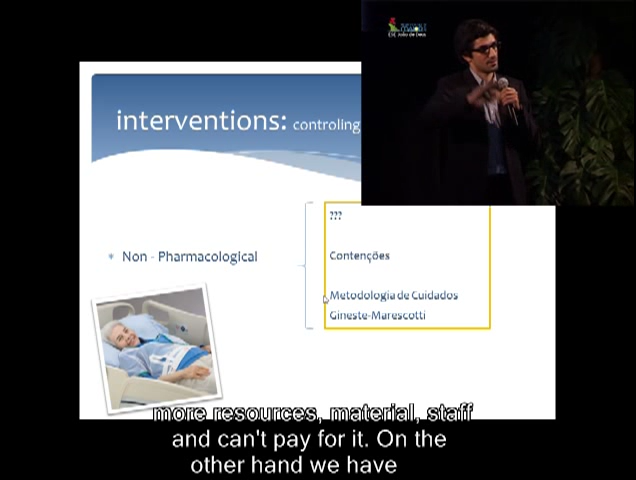 interventions: controling
???
Contenções
Non - Pharmacological
Metodologia de Cuidados
Gineste-Marescotti
more resources, material, staff
and can't pay for it. On the
other hand we have